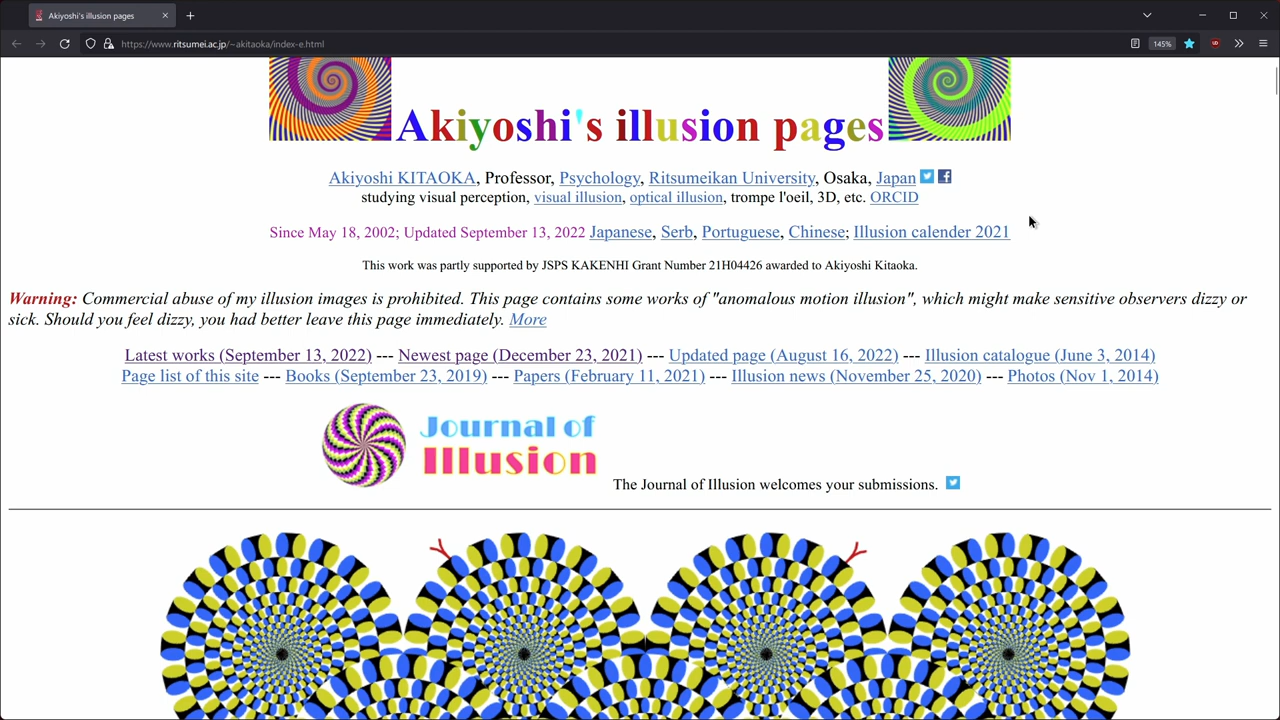 Akiyoshi's illusion pages
https://www.ritsumei.ac.jp/~akitaoka/index-e.html
145%
Akiyoshi's illusion pages
Akiyoshi KITAOKA, Professor, Psychology, Ritsumeikan University, Osaka, Japan
studying visual perception, visual illusion, optical illusion, trompe l'oeil, 3D, etc. ORCID
Since May 18, 2002; Updated September 13, 2022 Japanese, Serb, Portuguese, Chinese; Illusion calender 2021
This work was partly supported by JSPS KAKENHI Grant Number 21H04426 awarded to Akiyoshi Kitaoka.
Warning: Commercial abuse of my illusion images is prohibited. This page contains some works of "anomalous motion illusion", which might make sensitive observers dizzy or
sick. Should you feel dizzy, you had better leave this page immediately. More
Latest works (September 13, 2022) --- Newest page (December 23, 2021) --- Updated page (August 16, 2022) --- Illusion catalogue (June 3, 2014)
Page list of this site --- Books (September 23, 2019) --- Papers (February 11, 2021) --- Illusion news (November 25, 2020) --- Photos (Nov 1, 2014)
Journal of
Illusion
The Journal of Illusion welcomes your submissions.